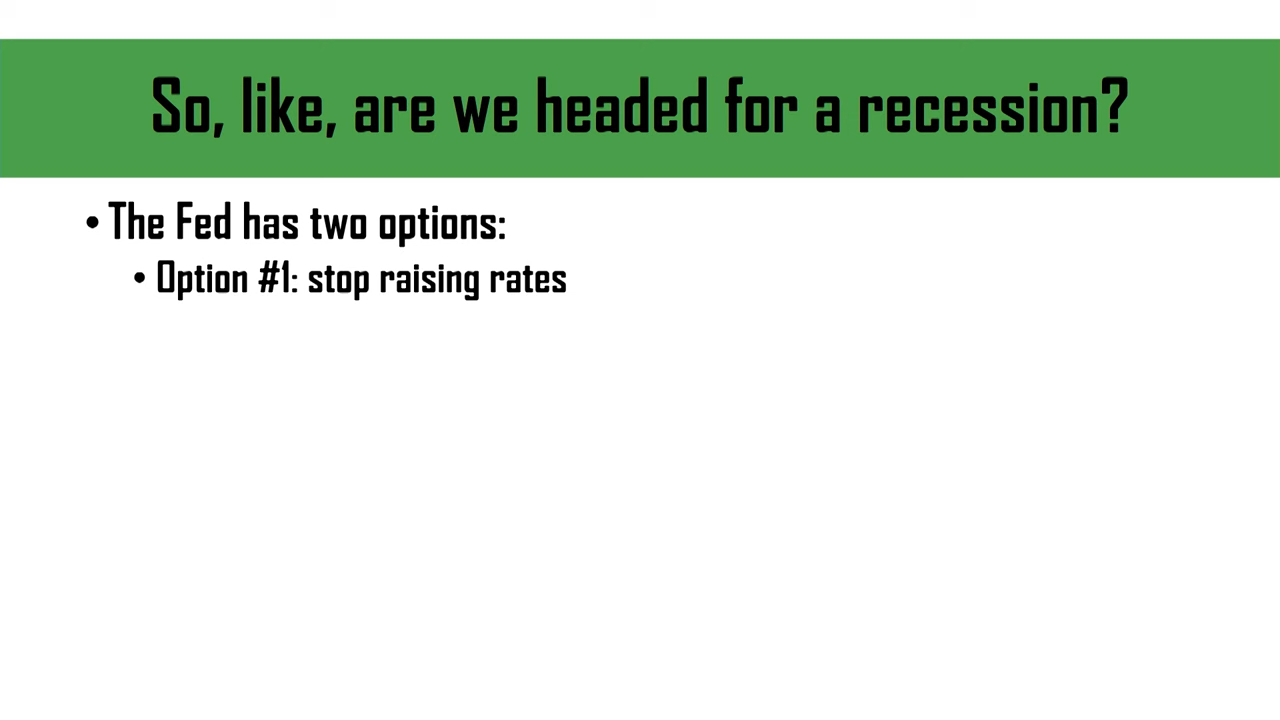 So, like, are we headed for a recession?
• The Fed has two options:
• Option #1: stop raising rates